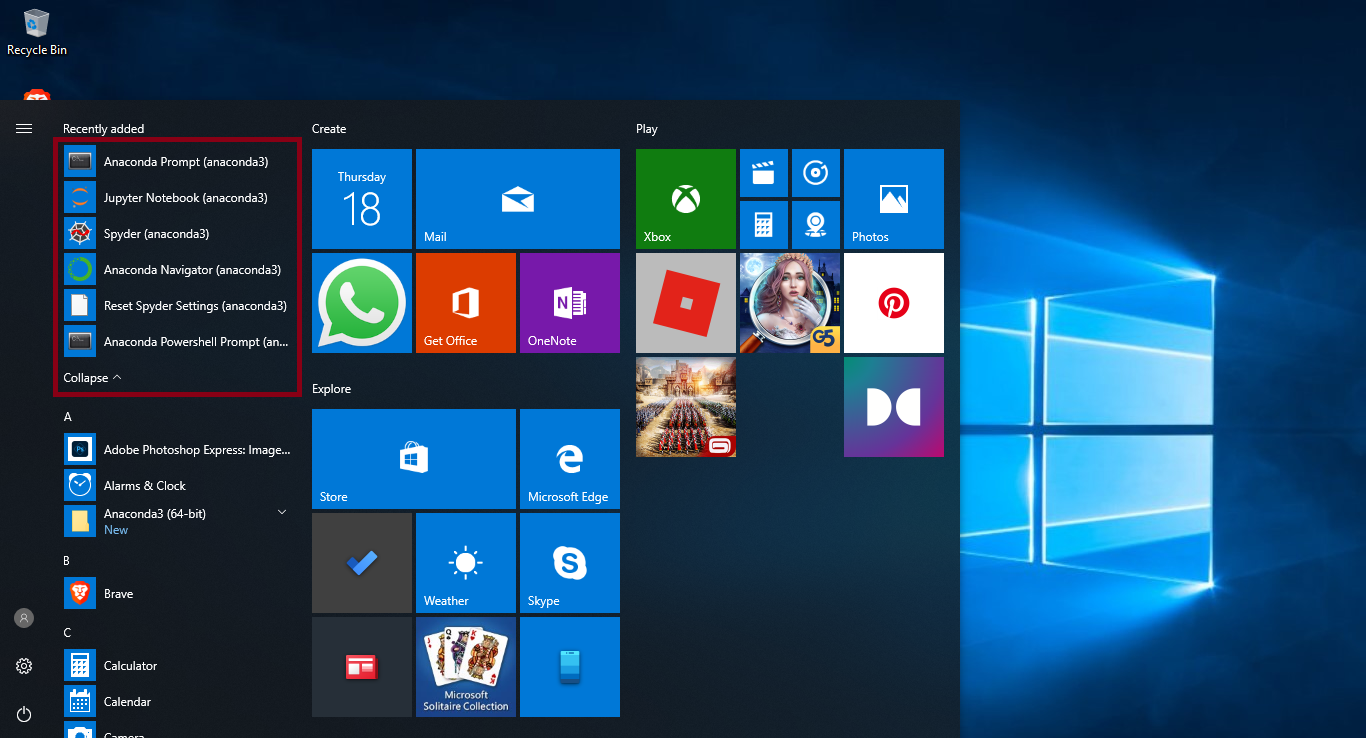 Recycle Bin
Recently added
Anaconda Prompt (anaconda3)
Jupyter Notebook (anaconda3)
Spyder (anaconda3)
Anaconda Navigator (anaconda3)
Reset Spyder Settings (anaconda3)
Anaconda Powershell Prompt (an...
Collapse
A
Ps
Adobe Photoshop Express: Image...
Alarms & Clock
Anaconda3 (64-bit)
New
B
Brave
C
Calculator
Calendar
Camera
Create
Thursday
18
Mail
Get Office
N
OneNote
Explore
Store
Microsoft Edge
Weather
S
Skype
J
Q
K
K
Microsoft
Solitaire Collection
Play
Xbox
Photos
G5